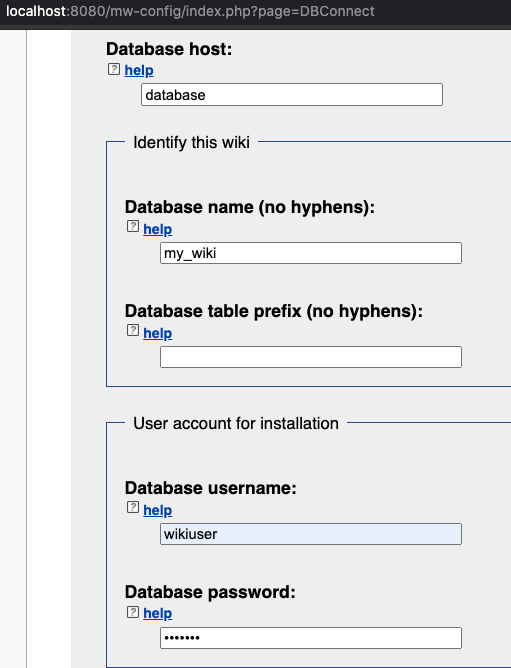 localhost:8080/mw-config/index.php?page=DBConnect
Database host:
? help
database
Identify this wiki
Database name (no hyphens):
? help
my_wiki
Database table prefix (no hyphens):
? help
User account for installation
Database username:
? help
wikiuser
Database password:
? help
•••••••